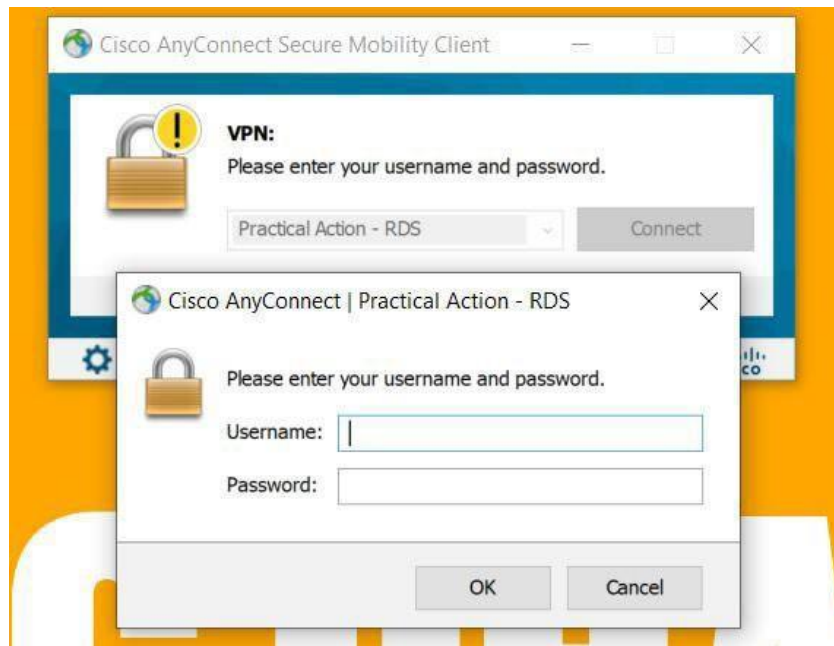 Cisco AnyConnect Secure Mobility Client
VPN:
Please enter your username and password.
Practical Action - RDS
Connect
Cisco AnyConnect | Practical Action - RDS
Please enter your username and password.
Username:
Password:
OK
Cancel
co